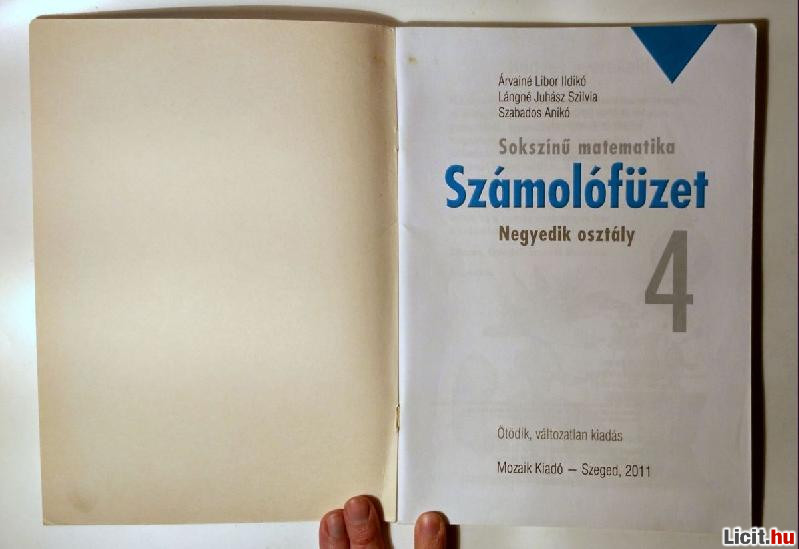 Árvainé Libor Ildikó
Lángné Juhász Szilvia
Szabados Anikó
Sokszínű matematika
Számolófüzet
Negyedik osztály
4
Ötödik, változatlan kiadás
Mozaik Kiadó – Szeged, 2011
Licit.hu